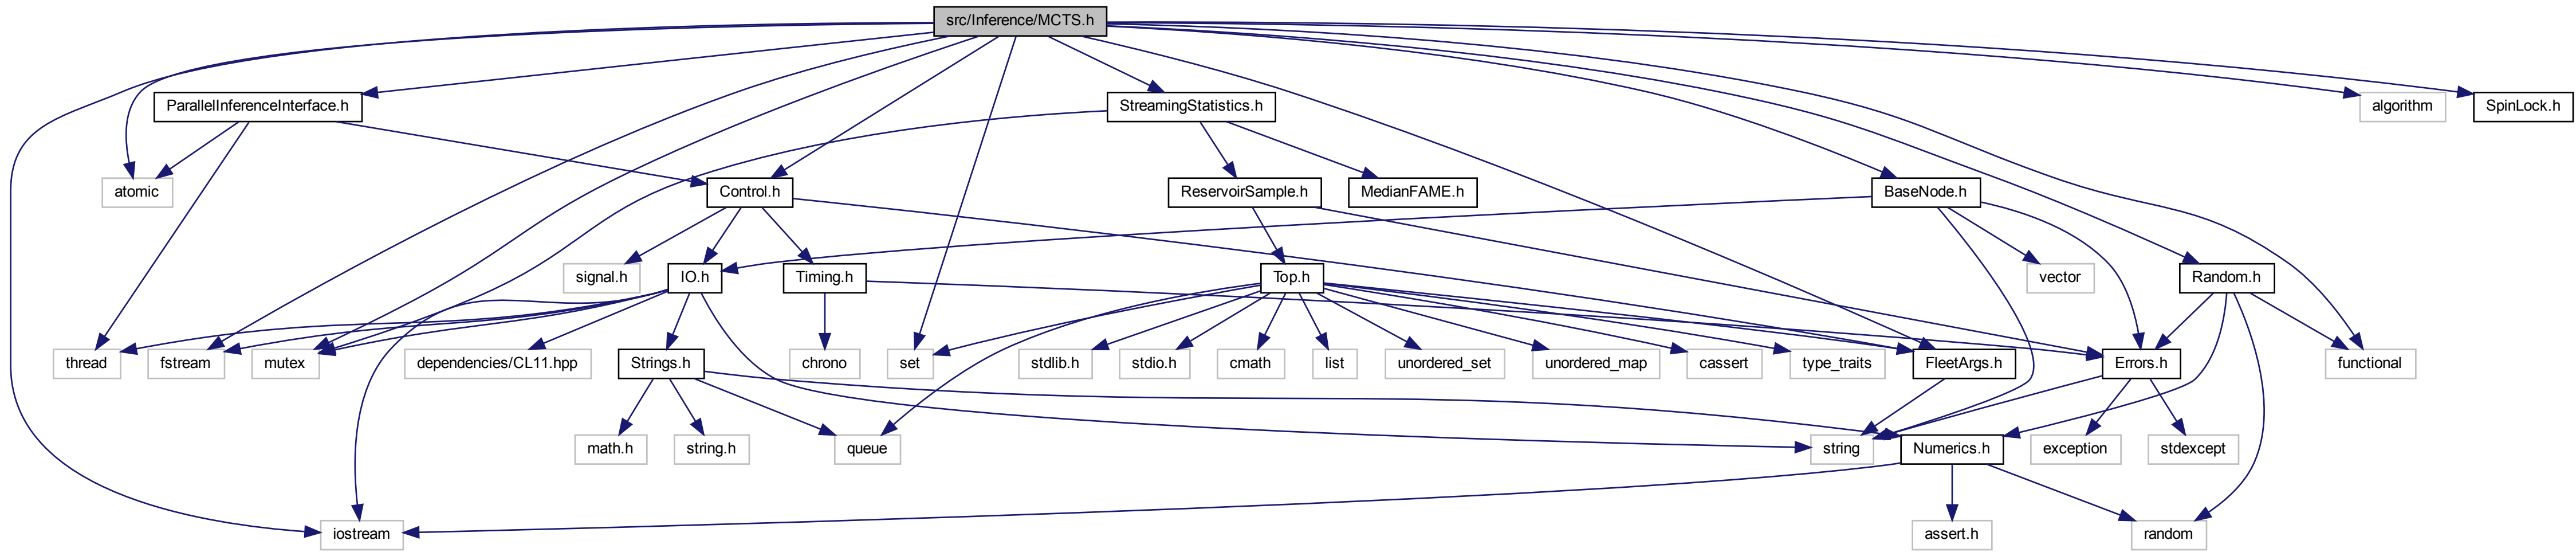 src/Inference/MCTS.h
ParallelInferenceInterface.h
StreamingStatistics.h
algorithm
SpinLock.h
atomic
Control.h
ReservoirSample.h
MedianFAME.h
BaseNode.h
signal.h
IO.h
Timing.h
Top.h
vector
Random.h
thread
fstream
mutex
dependencies/CL11.hpp
Strings.h
chrono
set
stdlib.h
stdio.h
cmath
list
unordered_set
unordered_map
cassert
type_traits
FleetArgs.h
Errors.h
functional
math.h
string.h
queue
string
Numerics.h
exception
stdexcept
iostream
assert.h
random